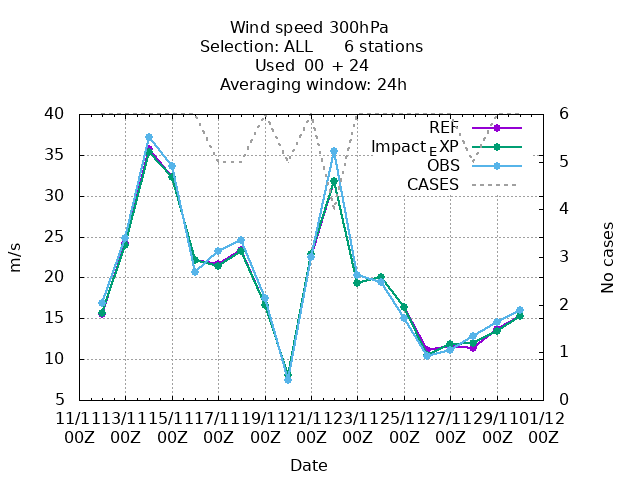 Wind speed 300hPa
Selection: ALL 6 stations
Used 00 + 24
Averaging window: 24h
40
35
30
25
20
15
10
5
6
5
4
3
2
1
0
m/s
No cases
REF
Impact_EXP
OBS
CASES
11/11 13/11 15/11 17/11 19/11 21/11 23/11 25/11 27/11 29/11 01/12
00Z 00Z 00Z 00Z 00Z 00Z 00Z 00Z 00Z 00Z 00Z
Date